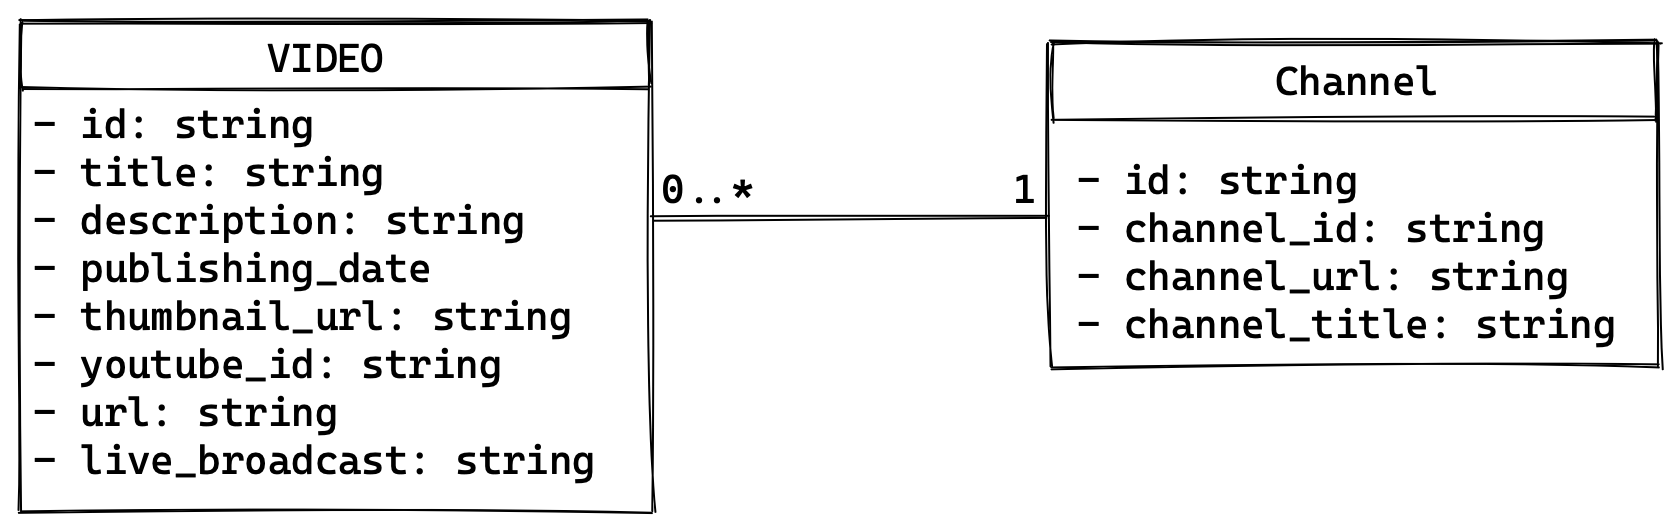 VIDEO
- id: string
- title: string
- description: string
- publishing_date
- thumbnail_url: string
- youtube_id: string
- url: string
- live_broadcast: string
0..*
1
Channel
- id: string
- channel_id: string
- channel_url: string
- channel_title: string